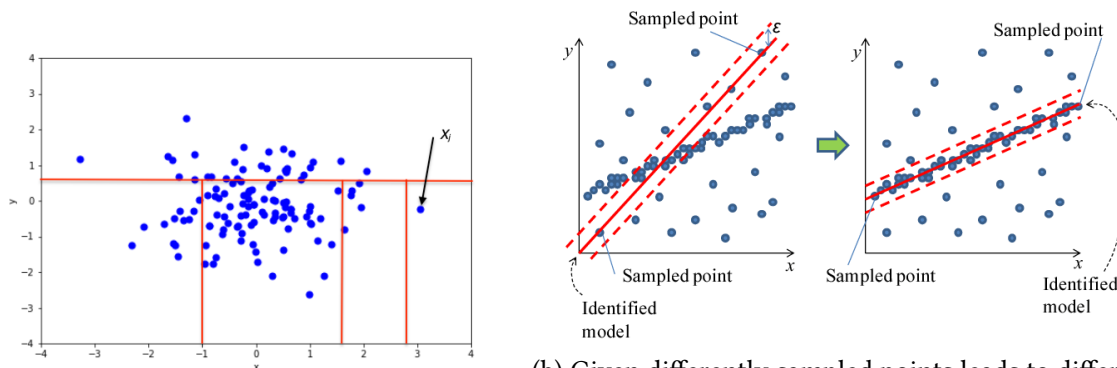 4
3
2
1
0
-1
-2
-3
-4
y
-4
-3
-2
-1
0
1
2
3
4
x
xᵢ
Sampled point
ε
y
x
Sampled point
Identified
model
Sampled point
y
x
Sampled point
Identified
model
(b) Given differently sampled points leads to differ